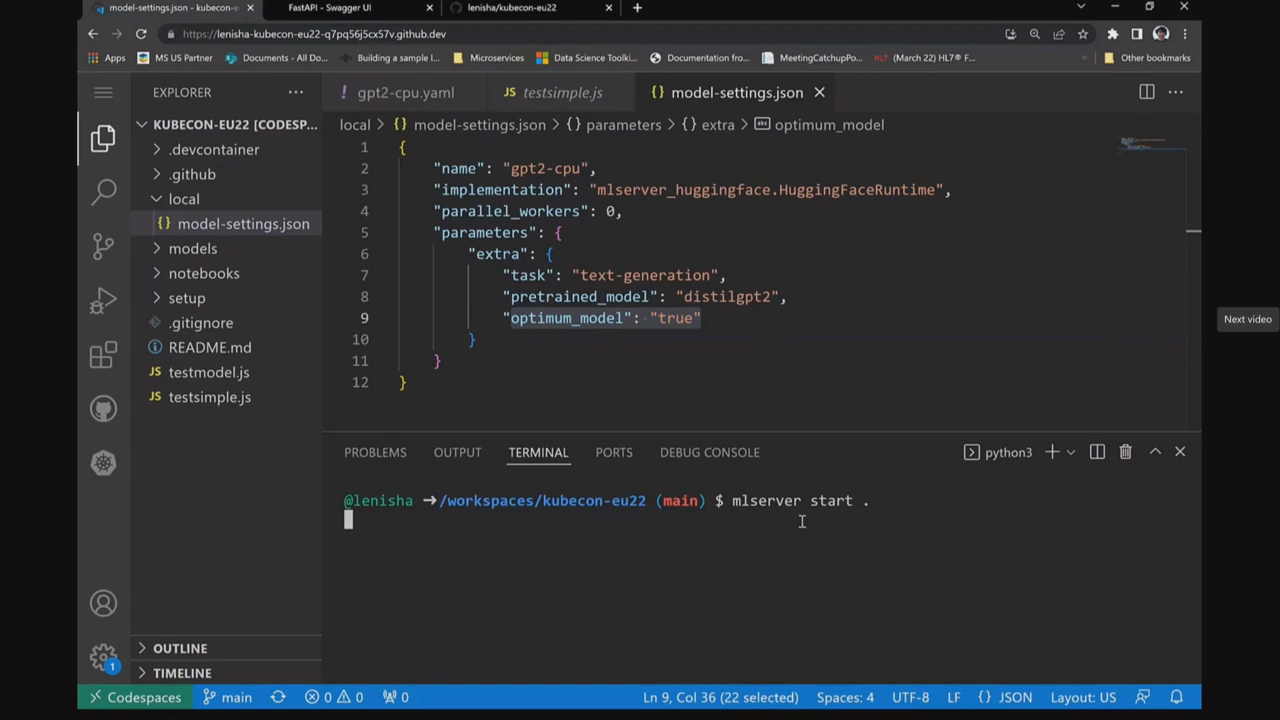 model-settings.json - kubecon-e
FastAPI - Swagger UI
lenisha/kubecon-eu22
https://lenisha-kubecon-eu22-q7pq56j5cx57v.github.dev
Apps
MS US Partner
Documents - All Do...
Building a sample I...
Microservices
Data Science Toolki...
Documentation fro...
MeetingCatchupPo...
(March 22) HL7® F...
Other bookmarks
EXPLORER
gpt2-cpu.yaml
JS testsimple.js
{} model-settings.json
KUBECON-EU22 [CODESP...
.devcontainer
.github
local
{} model-settings.json
models
notebooks
setup
.gitignore
README.md
JS testmodel.js
JS testsimple.js
OUTLINE
TIMELINE
local > {} model-settings.json > {} parameters > {} extra > optimum_model
1 {
2 "name": "gpt2-cpu",
3 "implementation": "mlserver_huggingface.HuggingFaceRuntime",
4 "parallel_workers": 0,
5 "parameters": {
6 "extra": {
7 "task": "text-generation",
8 "pretrained_model": "distilgpt2",
9 "optimum_model": "true"
10 }
11 }
12 }
Next video
PROBLEMS OUTPUT TERMINAL PORTS DEBUG CONSOLE
python3
@lenisha ➜ /workspaces/kubecon-eu22 (main) $ mlserver start .
1
Codespaces
main
0 0
0
Ln 9, Col 36 (22 selected)
Spaces: 4
UTF-8
LF
{} JSON
Layout: US